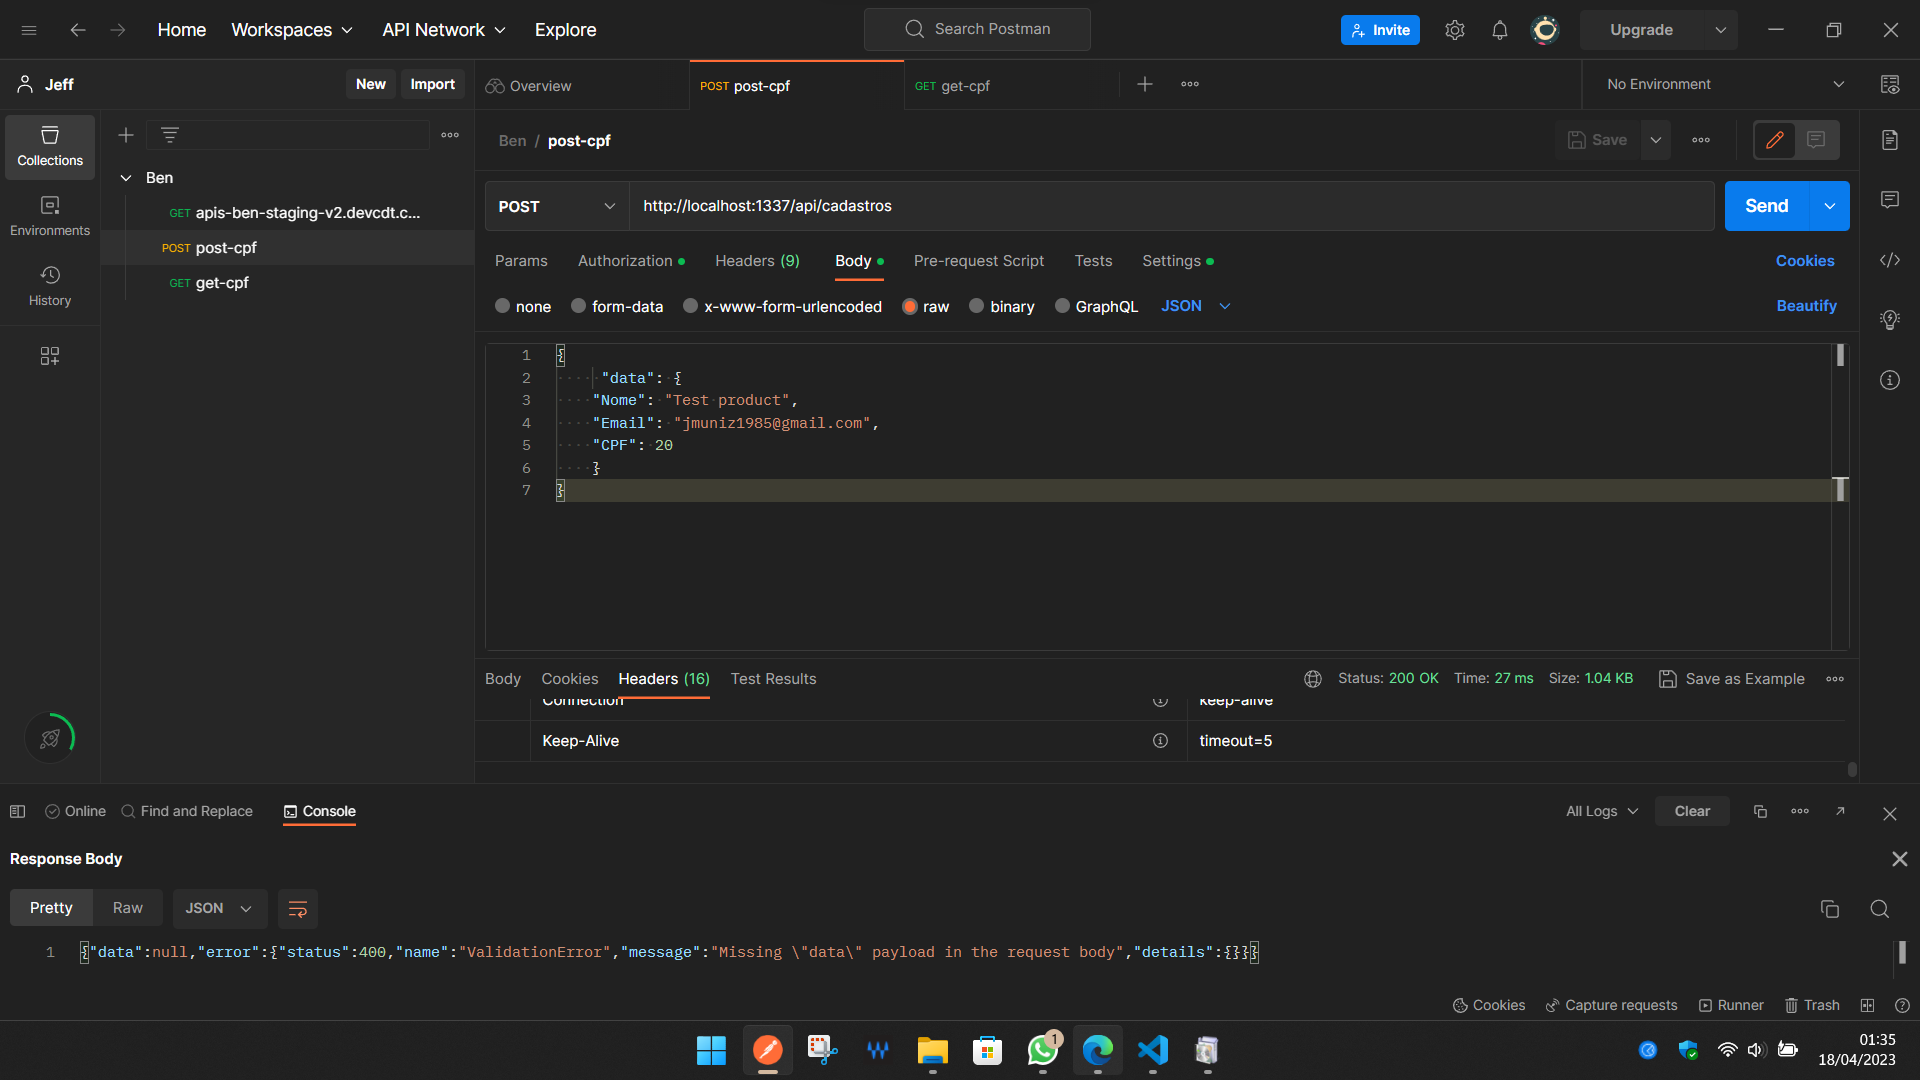 Home Workspaces API Network Explore Search Postman Invite Upgrade
Jeff New Import Overview POST post-cpf GET get-cpf No Environment
Collections
Environments
History
Ben
GET apis-ben-staging-v2.devcdt.c...
POST post-cpf
GET get-cpf
Ben / post-cpf Save
POST http://localhost:1337/api/cadastros Send
Params Authorization Headers (9) Body Pre-request Script Tests Settings Cookies
none form-data x-www-form-urlencoded raw binary GraphQL JSON Beautify
1 {
2 "data": {
3 "Nome": "Test product",
4 "Email": "jmuniz1985@gmail.com",
5 "CPF": 20
6 }
7 }
Body Cookies Headers (16) Test Results Status: 200 OK Time: 27 ms Size: 1.04 KB Save as Example
Connection keep-alive
Keep-Alive timeout=5
Online Find and Replace Console All Logs Clear
Response Body
Pretty Raw JSON
1 {"data":null,"error":{"status":400,"name":"ValidationError","message":"Missing \"data\" payload in the request body","details":{}}}
Cookies Capture requests Runner Trash
1
01:35
18/04/2023